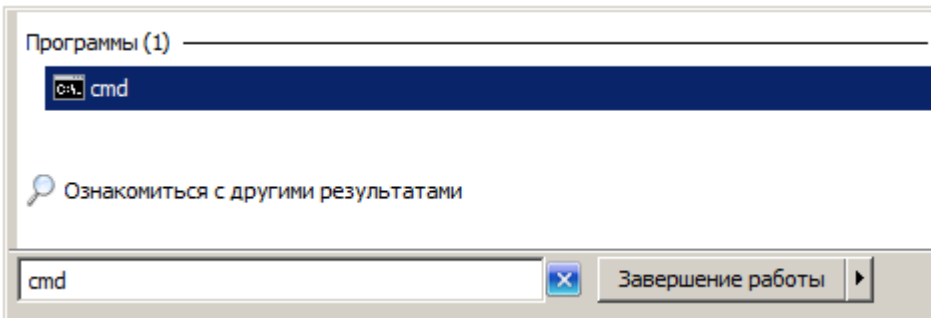 Программы (1)
C:\. cmd
Ознакомиться с другими результатами
cmd
Завершение работы